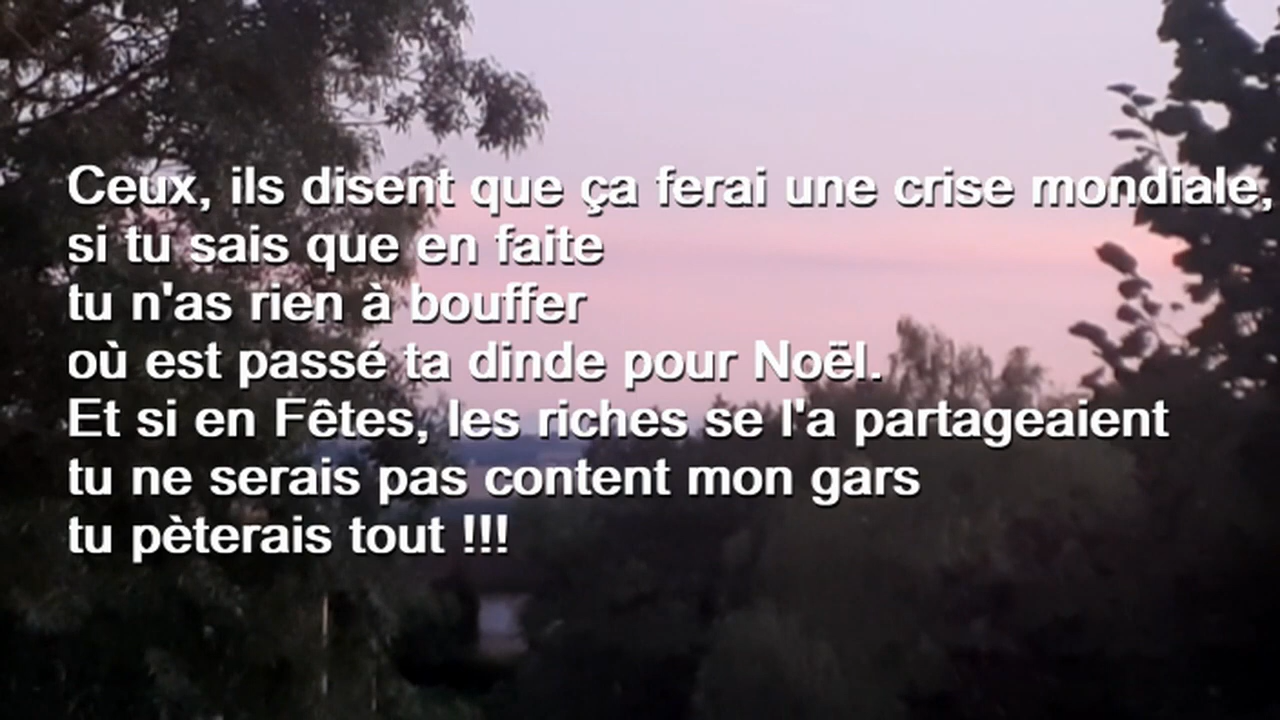 Ceux, ils disent que ça ferai une crise mondiale,
si tu sais que en faite
tu n'as rien à bouffer
où est passé ta dinde pour Noël.
Et si en Fêtes, les riches se l'a partageaient
tu ne serais pas content mon gars
tu pèterais tout !!!